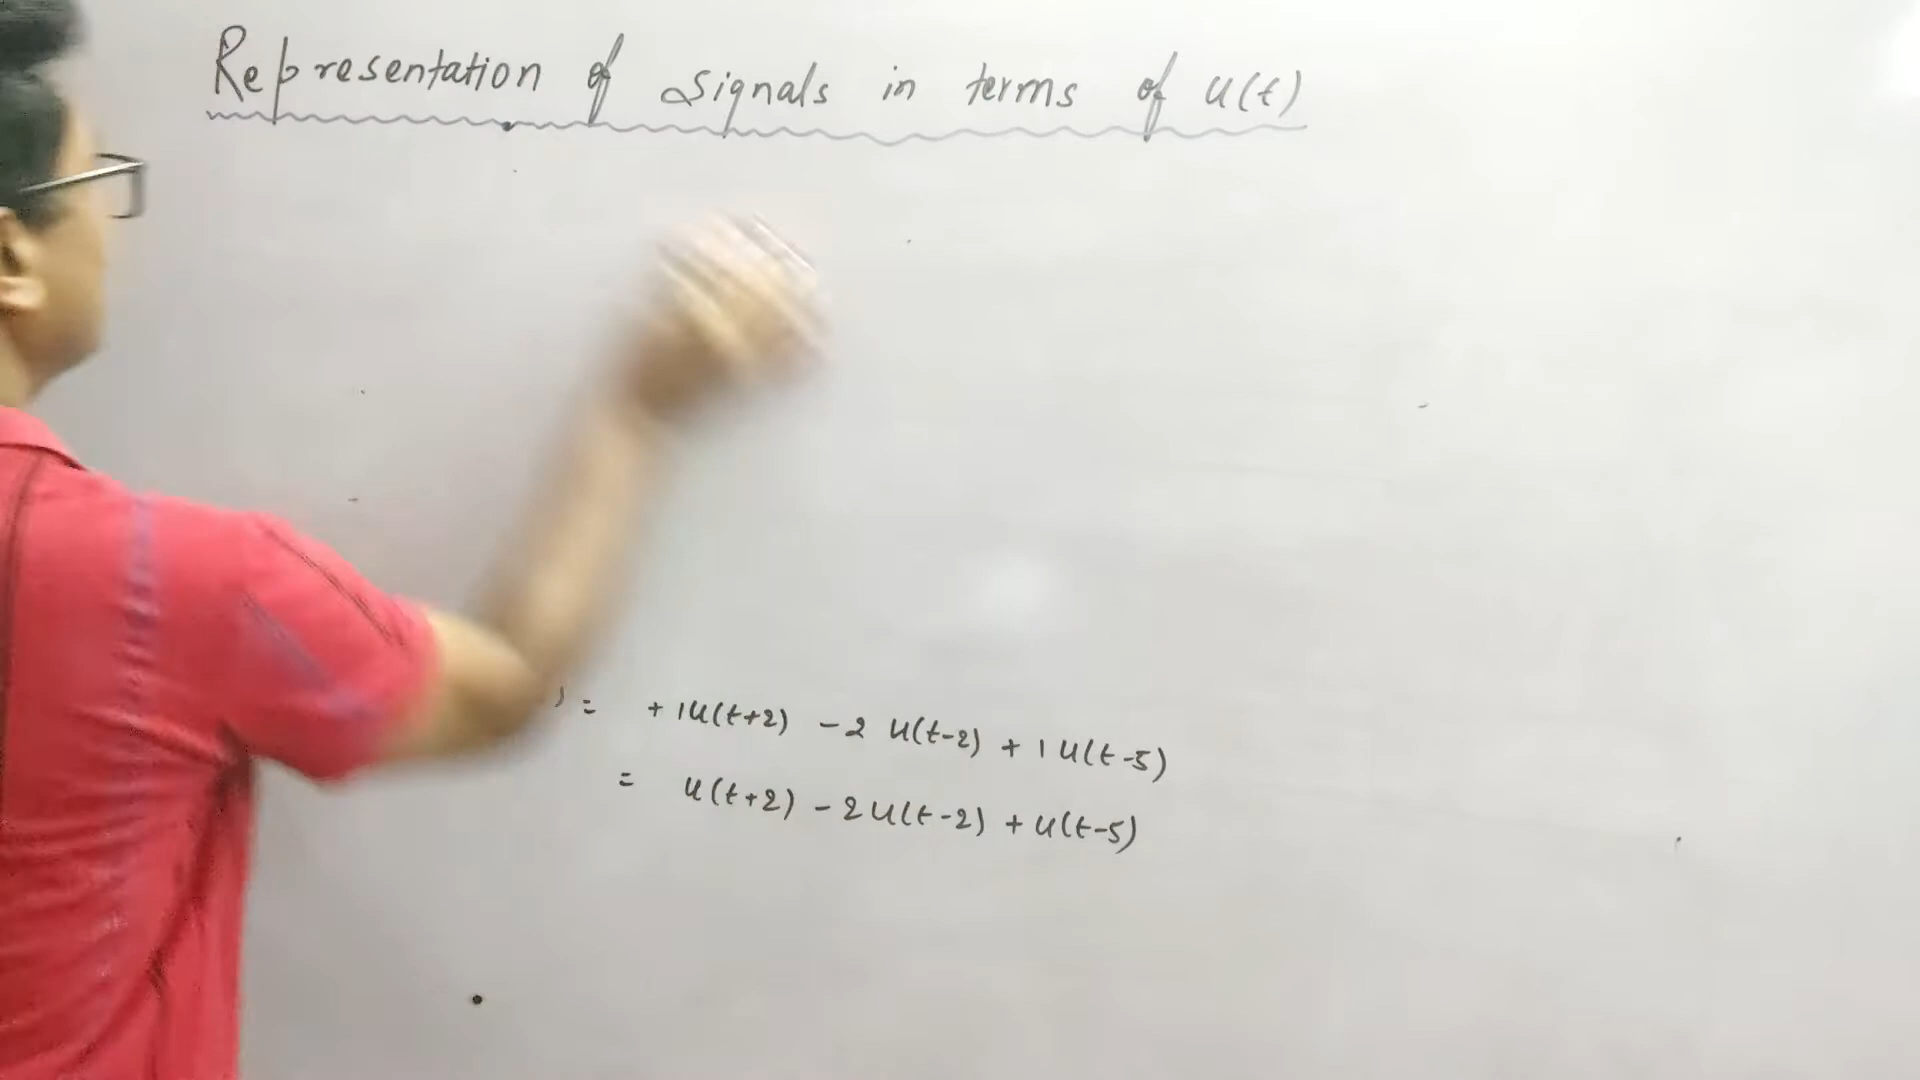 Representation of signals in terms of u(t)
) = + 1u(t+2) - 2 u(t-2) + 1 u(t-5)
= u(t+2) - 2u(t-2) + u(t-5)